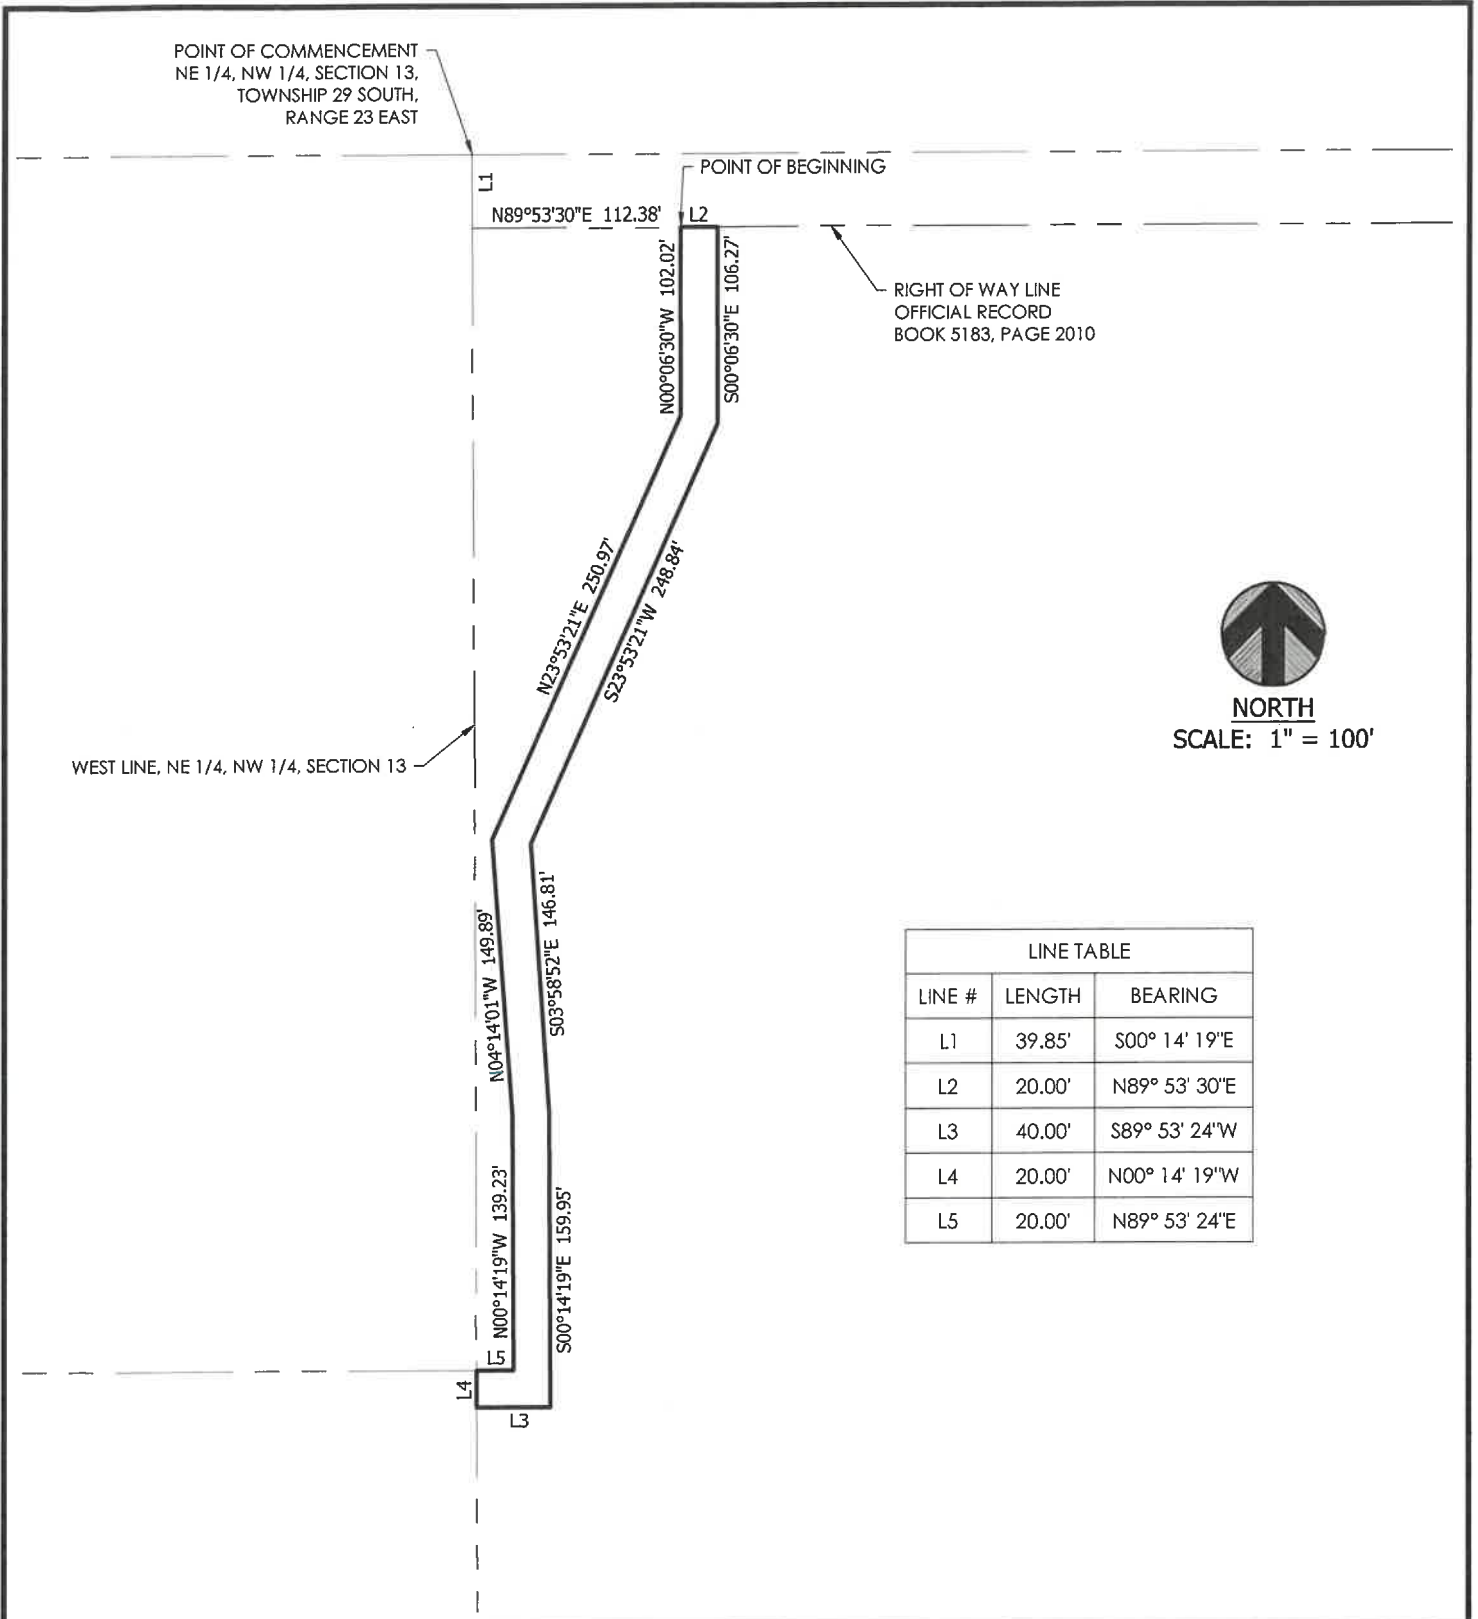 POINT OF COMMENCEMENT
NE 1/4, NW 1/4, SECTION 13,
TOWNSHIP 29 SOUTH,
RANGE 23 EAST
L1
POINT OF BEGINNING
N89°53'30"E 112.38'
L2
N00°06'30"W 102.02'
S00°06'30"E 106.27'
RIGHT OF WAY LINE
OFFICIAL RECORD
BOOK 5183, PAGE 2010
N23°53'21"E 250.97'
S23°53'21"W 248.84'
NORTH
SCALE: 1" = 100'
WEST LINE, NE 1/4, NW 1/4, SECTION 13
N04°14'01"W 149.89'
S03°58'52"E 146.81'
LINE TABLE
LINE # LENGTH BEARING
L1 39.85' S00° 14' 19"E
L2 20.00' N89° 53' 30"E
L3 40.00' S89° 53' 24"W
L4 20.00' N00° 14' 19"W
L5 20.00' N89° 53' 24"E
N00°14'19"W 139.23'
S00°14'19"E 159.95'
L5
L4
L3